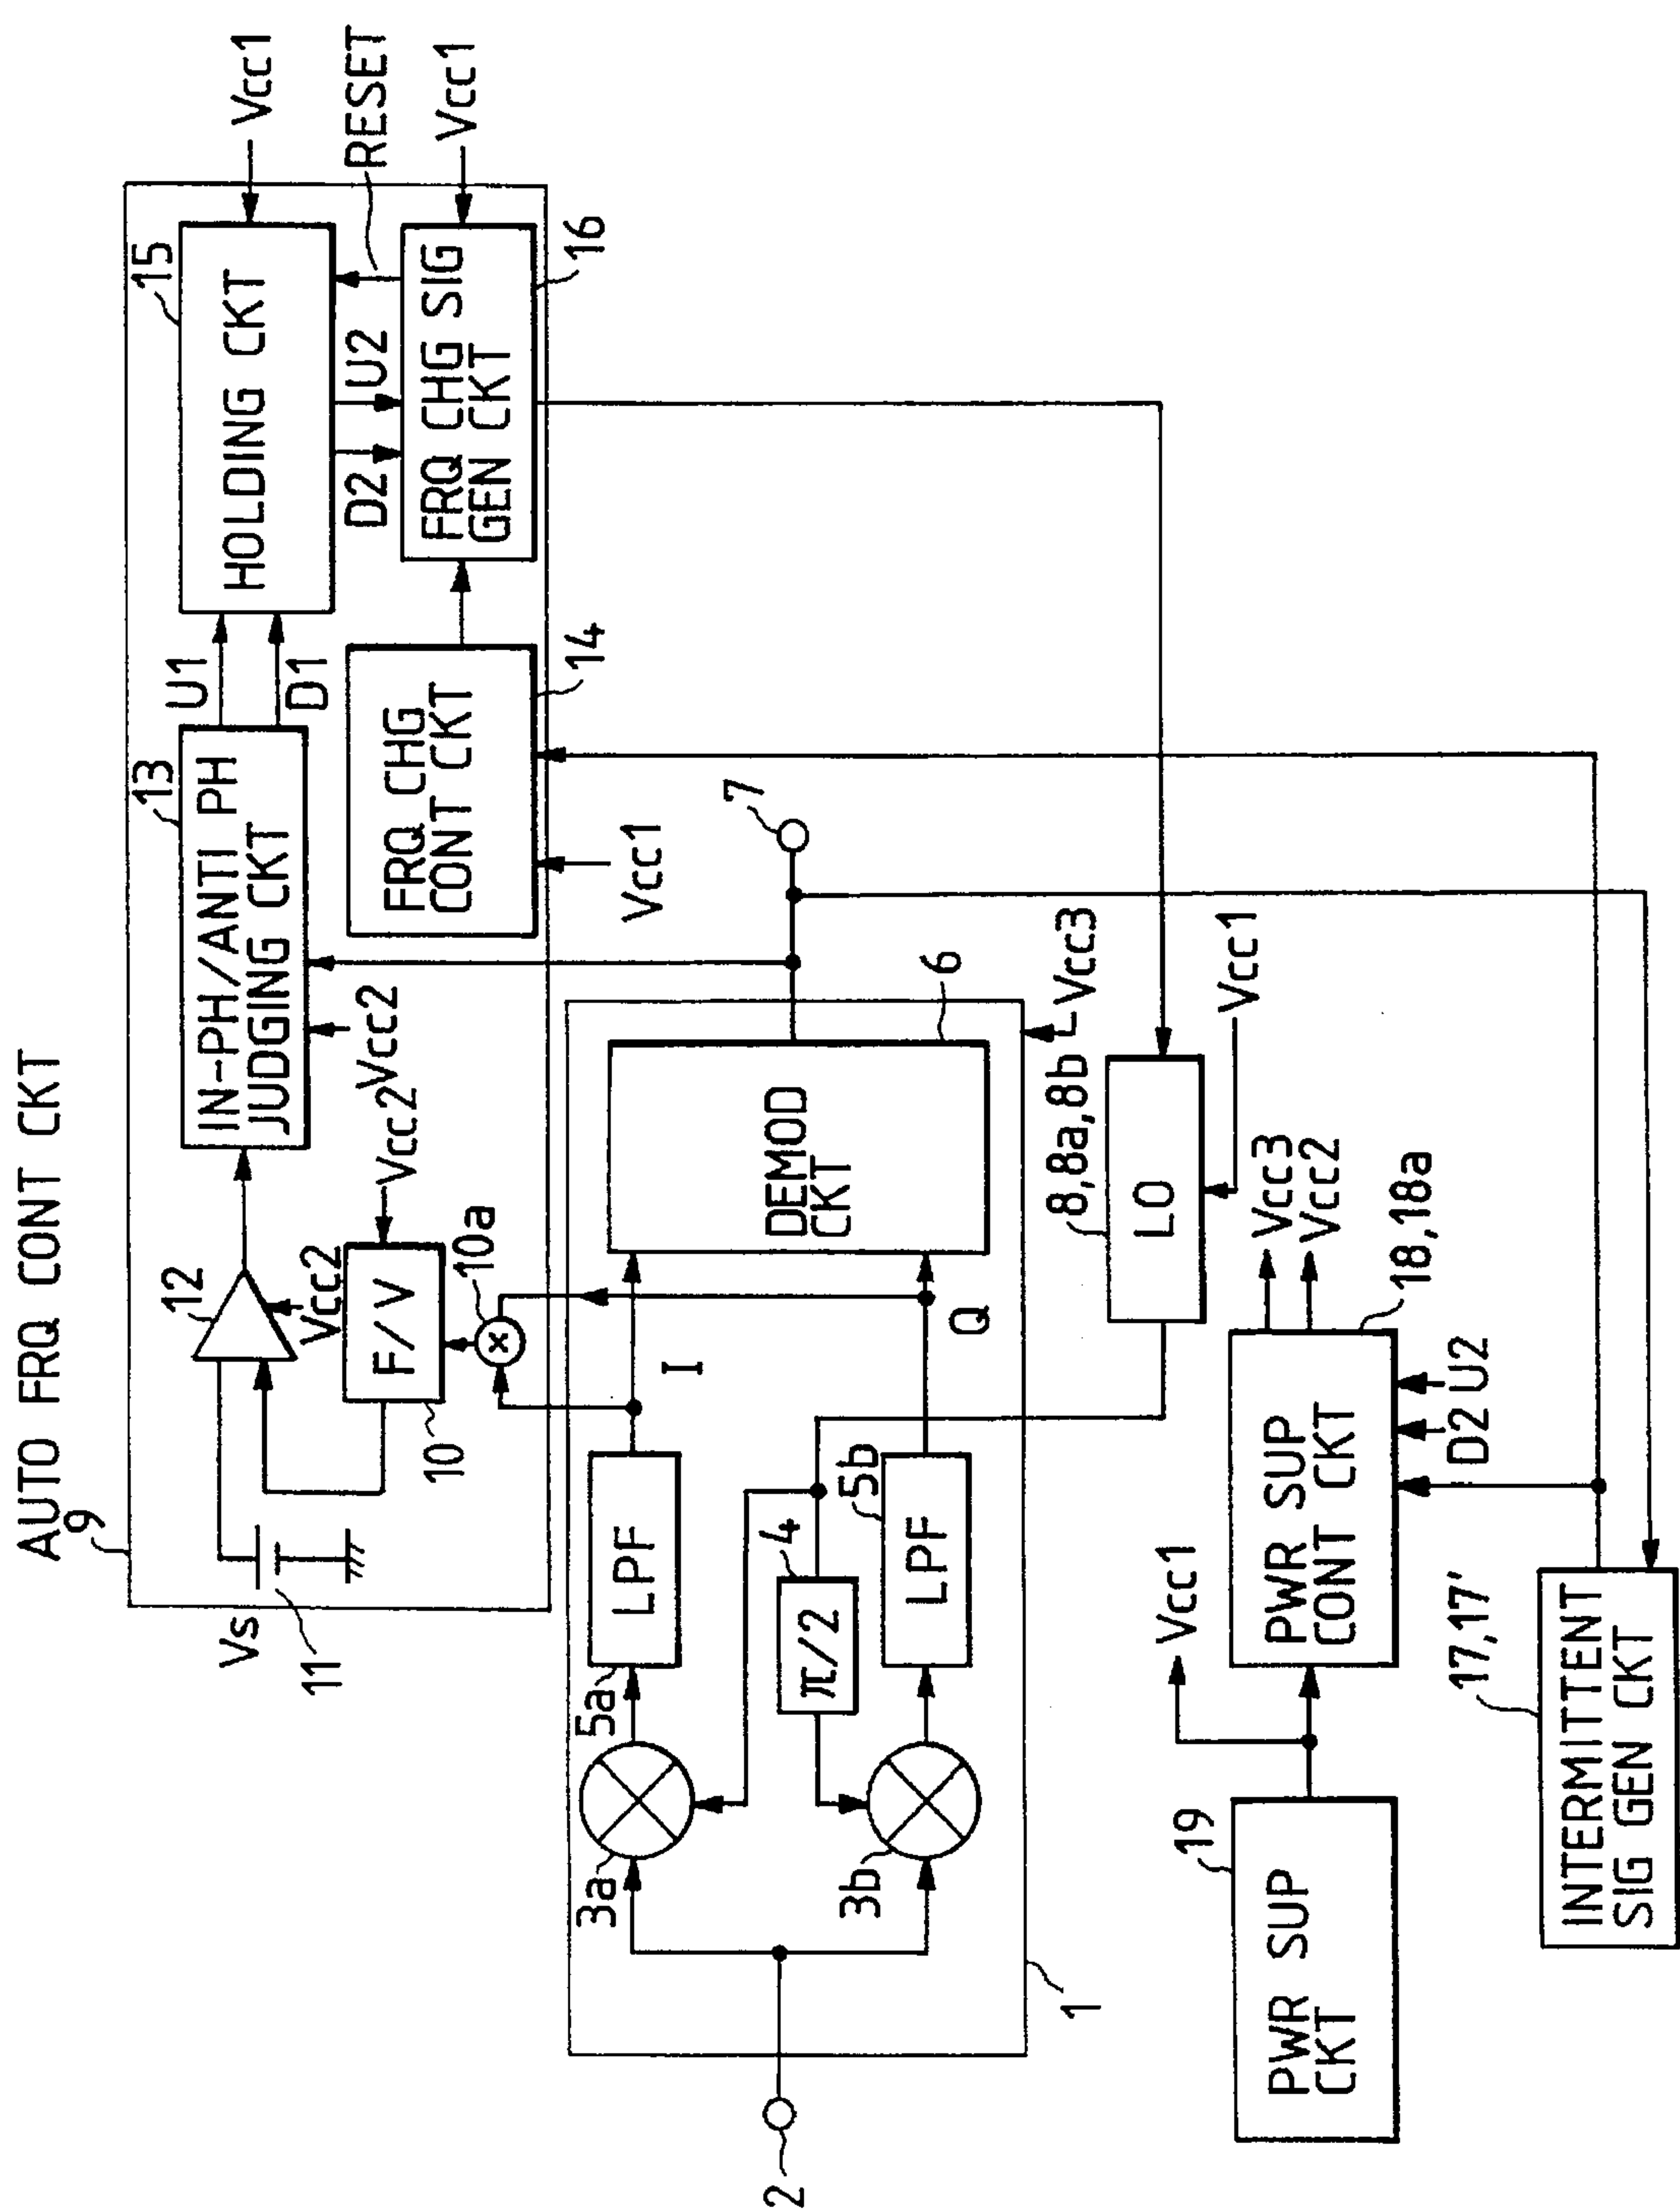 AUTO FRQ CONT CKT
9
Vs
11
12
Vcc2
F/V
10
10a
Vcc2
Vcc2
13
IN-PH/ANTI PH
JUDGING CKT
U1
D1
15
HOLDING CKT
Vcc1
D2
U2
RESET
FRQ CHG
CONT CKT
14
Vcc1
FRQ CHG SIG
GEN CKT
16
Vcc1
2
3a
5a
LPF
I
4
π/2
3b
5b
LPF
Q
DEMOD
CKT
6
7
1
Vcc3
8,8a,8b
LO
Vcc1
19
PWR SUP
CKT
Vcc1
PWR SUP
CONT CKT
Vcc3
Vcc2
18,18a
D2
U2
17,17'
INTERMITTENT
SIG GEN CKT